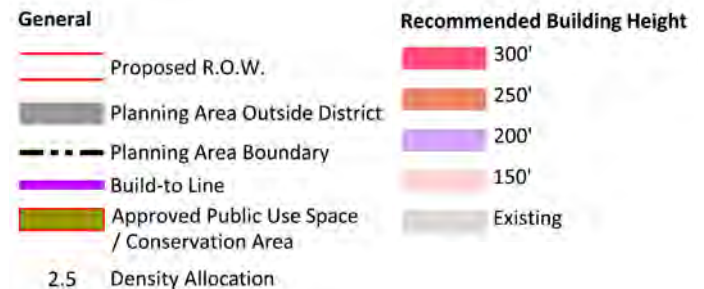 General
Proposed R.O.W.
Planning Area Outside District
Planning Area Boundary
Build-to Line
Approved Public Use Space
/ Conservation Area
2.5 Density Allocation
Recommended Building Height
300'
250'
200'
150'
Existing